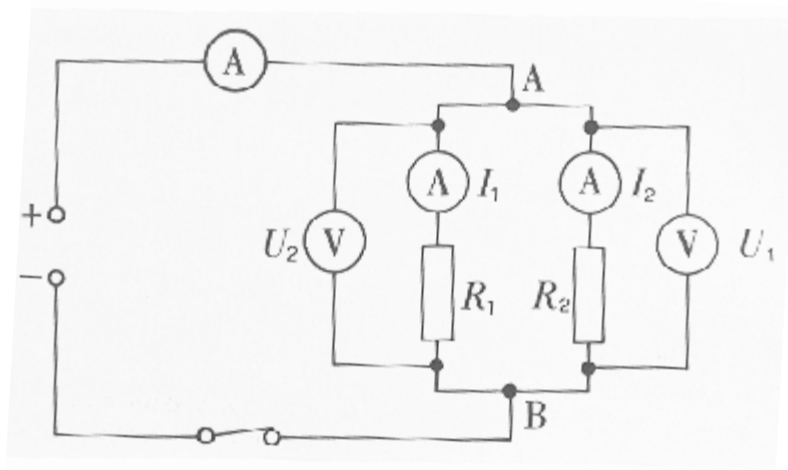 A
A
A
I₁
A
I₂
+
U₂
V
V
U₁
−
R₁
R₂
B